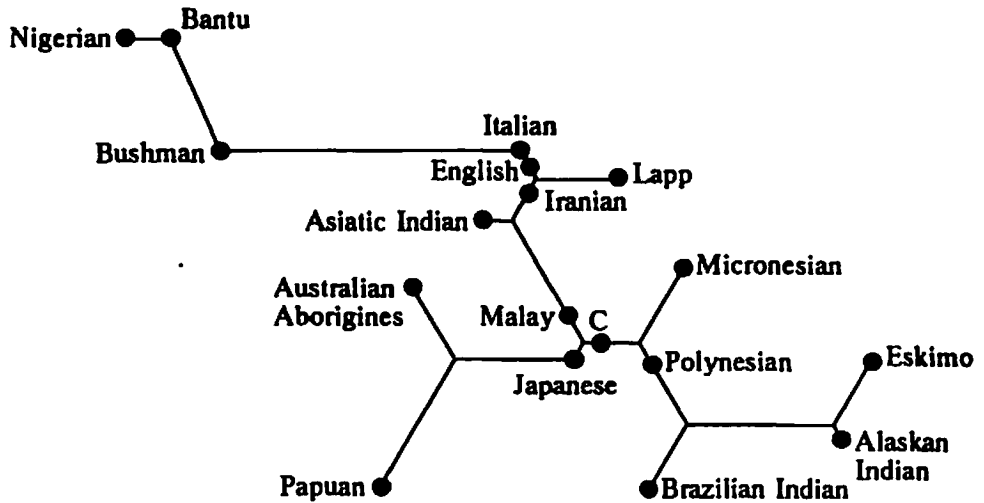 Bantu
Nigerian
Italian
Bushman
English
Lapp
Iranian
Asiatic Indian
Micronesian
Australian
Aborigines
Malay
C
Polynesian
Eskimo
Japanese
Alaskan
Indian
Papuan
Brazilian Indian